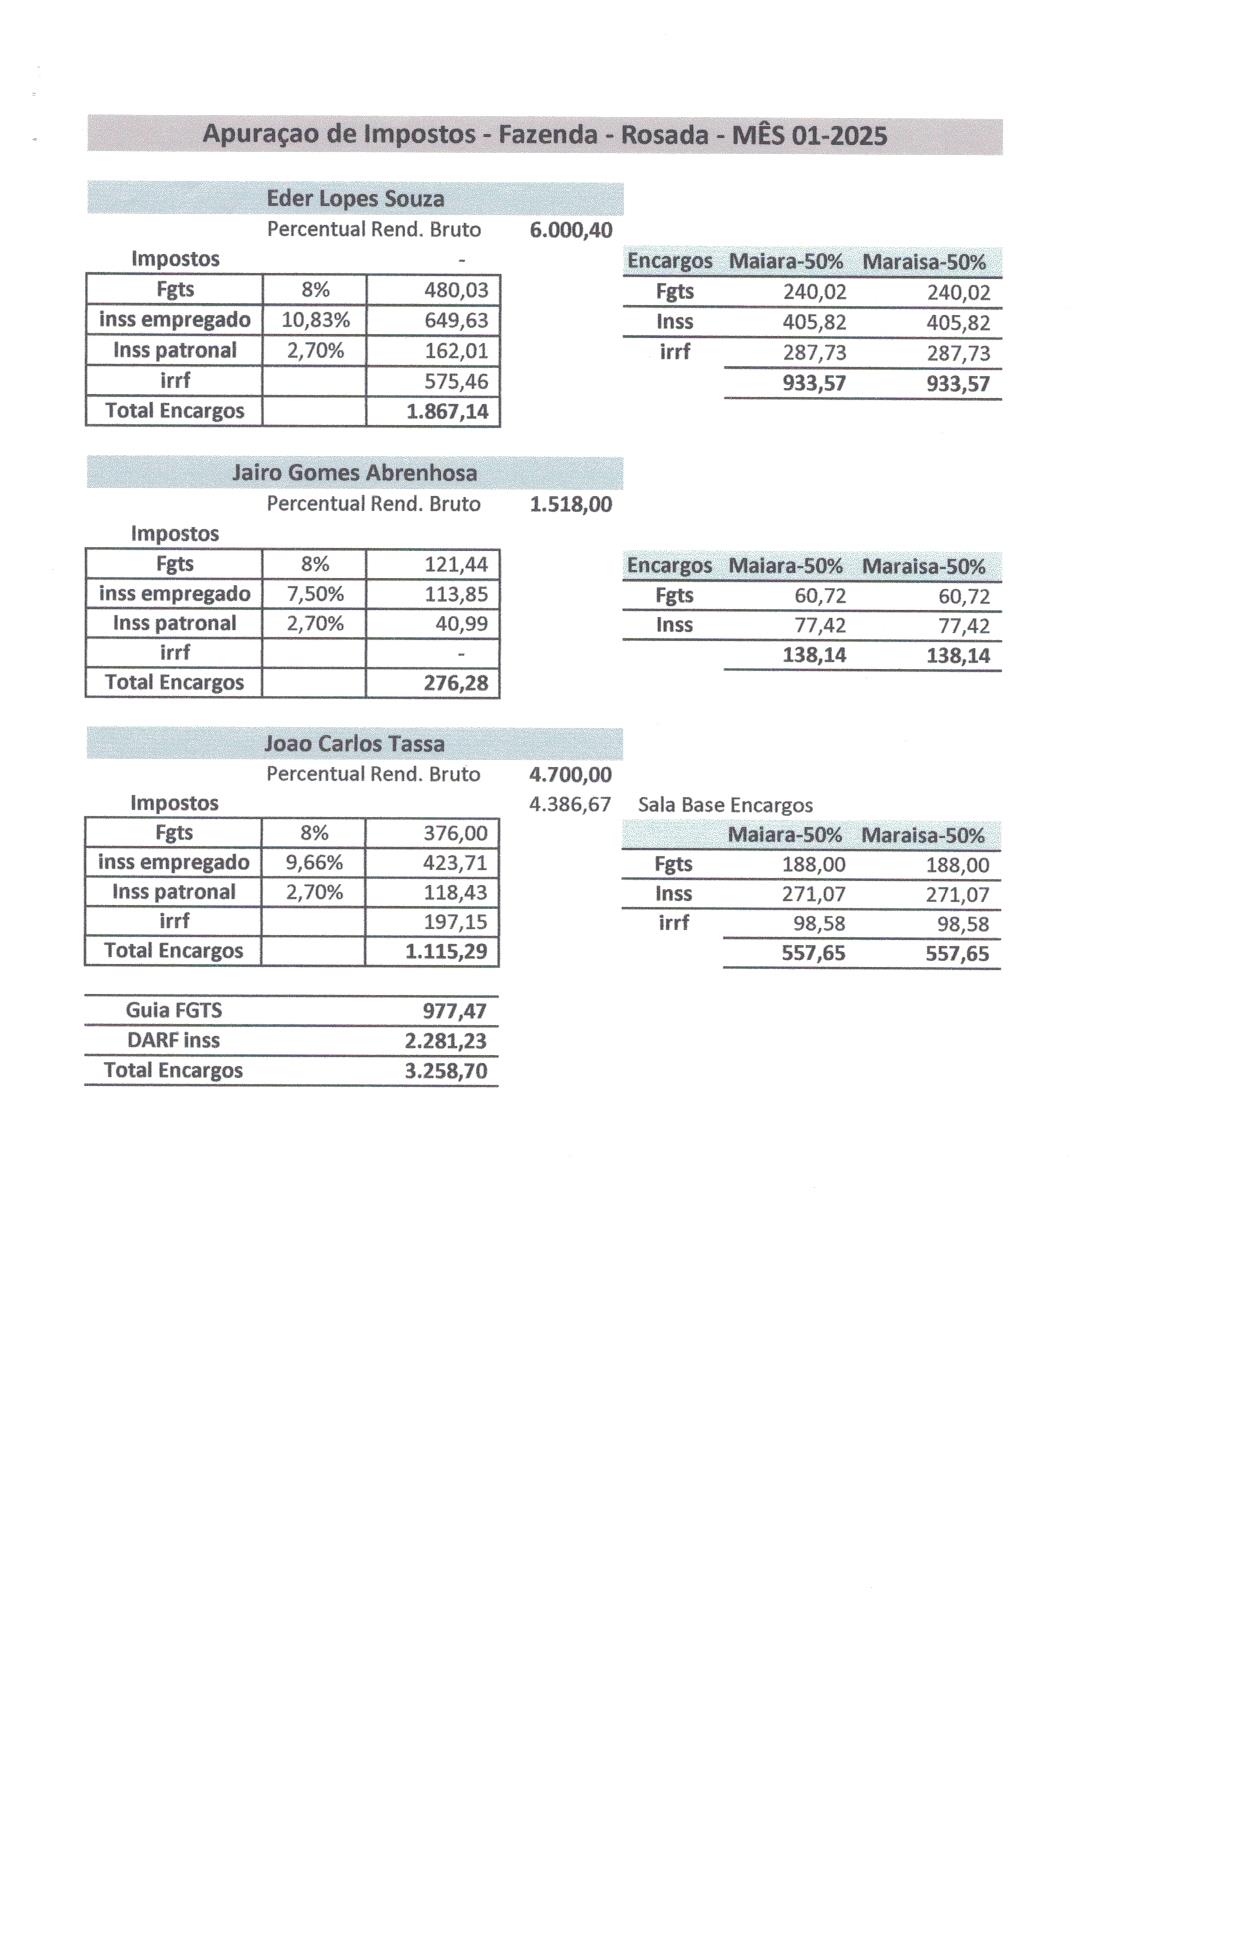 Apuraçao de Impostos - Fazenda - Rosada - MÊS 01-2025
Eder Lopes Souza
Percentual Rend. Bruto 6.000,40
Impostos -
Fgts 8% 480,03
inss empregado 10,83% 649,63
Inss patronal 2,70% 162,01
irrf 575,46
Total Encargos 1.867,14
Encargos Maiara-50% Maraisa-50%
Fgts 240,02 240,02
Inss 405,82 405,82
irrf 287,73 287,73
933,57 933,57
Jairo Gomes Abrenhosa
Percentual Rend. Bruto 1.518,00
Impostos
Fgts 8% 121,44
inss empregado 7,50% 113,85
Inss patronal 2,70% 40,99
irrf -
Total Encargos 276,28
Encargos Maiara-50% Maraisa-50%
Fgts 60,72 60,72
Inss 77,42 77,42
138,14 138,14
Joao Carlos Tassa
Percentual Rend. Bruto 4.700,00
Impostos 4.386,67 Sala Base Encargos
Fgts 8% 376,00
inss empregado 9,66% 423,71
Inss patronal 2,70% 118,43
irrf 197,15
Total Encargos 1.115,29
Maiara-50% Maraisa-50%
Fgts 188,00 188,00
Inss 271,07 271,07
irrf 98,58 98,58
557,65 557,65
Guia FGTS 977,47
DARF inss 2.281,23
Total Encargos 3.258,70